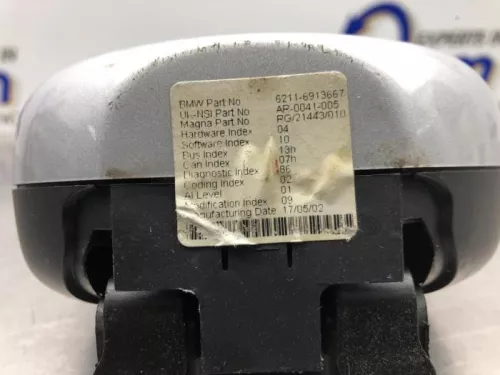 BMW Part No 6211-6913667
UK-NSI Part No AR-0041-005
Magna Part No RG/21443/010
Hardware Index 04
Software Index 10
Bus Index 13h
Can Index 07h
Diagnostic Index 86
Coding Index 02
AI Level 01
Modification Index 09
Manufacturing Date 17/05/02